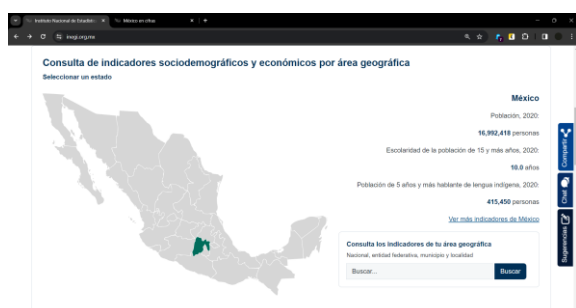 Instituto Nacional de Estadístic
México en cifras
inegi.org.mx
Consulta de indicadores sociodemográficos y económicos por área geográfica
Seleccionar un estado
México
Población, 2020:
16,992,418 personas
Escolaridad de la población de 15 y más años, 2020:
10.0 años
Población de 5 años y más hablante de lengua indígena, 2020:
415,450 personas
Ver más indicadores de México
Consulta los indicadores de tu área geográfica
Nacional, entidad federativa, municipio y localidad
Buscar...
Buscar
Compartir
Chat
Sugerencias